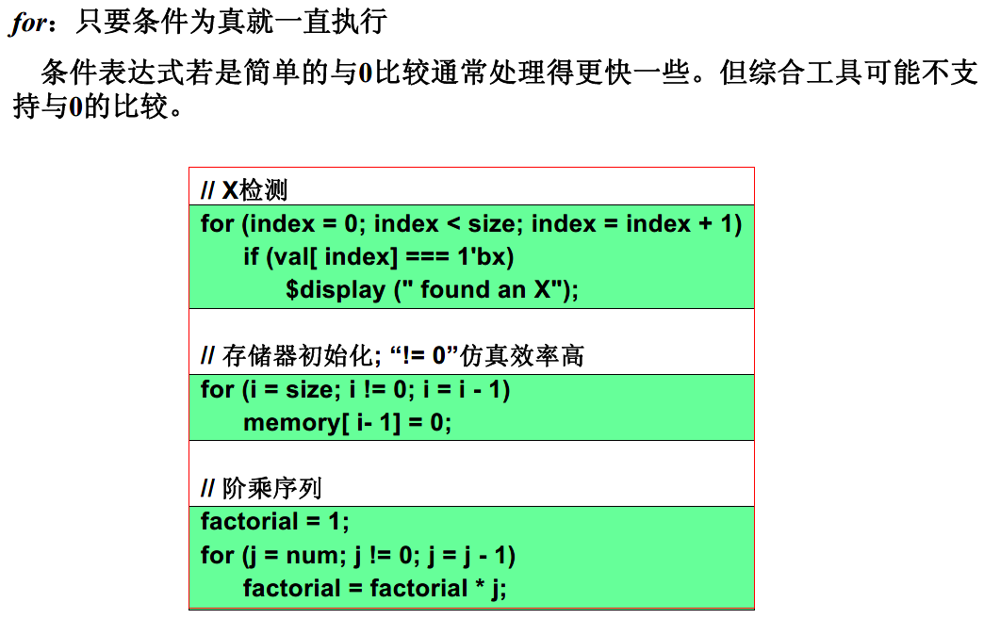 for：只要条件为真就一直执行
条件表达式若是简单的与0比较通常处理得更快一些。但综合工具可能不支
持与0的比较。
// X检测
for (index = 0; index < size; index = index + 1)
if (val[ index] === 1'bx)
$display (" found an X");
// 存储器初始化; “!= 0”仿真效率高
for (i = size; i != 0; i = i - 1)
memory[ i- 1] = 0;
// 阶乘序列
factorial = 1;
for (j = num; j != 0; j = j - 1)
factorial = factorial * j;